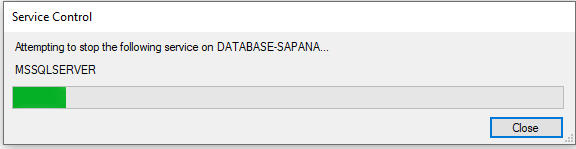 Service Control
Attempting to stop the following service on DATABASE-SAPANA...
MSSQLSERVER
Close